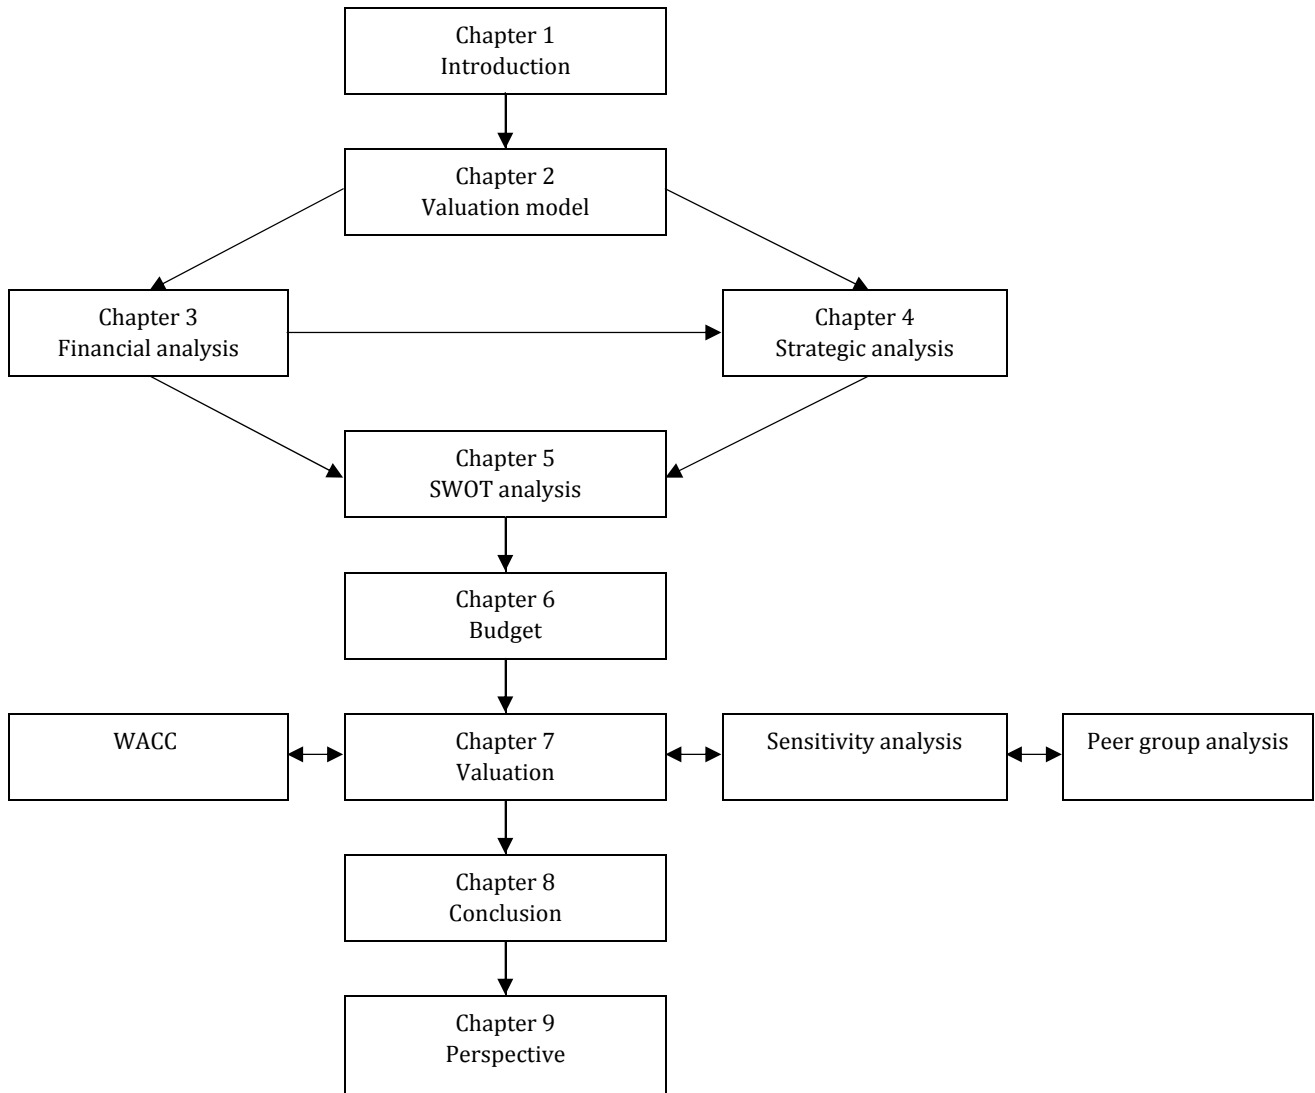 Chapter 1
Introduction
Chapter 2
Valuation model
Chapter 3
Financial analysis
Chapter 4
Strategic analysis
Chapter 5
SWOT analysis
Chapter 6
Budget
WACC
Chapter 7
Valuation
Sensitivity analysis
Peer group analysis
Chapter 8
Conclusion
Chapter 9
Perspective